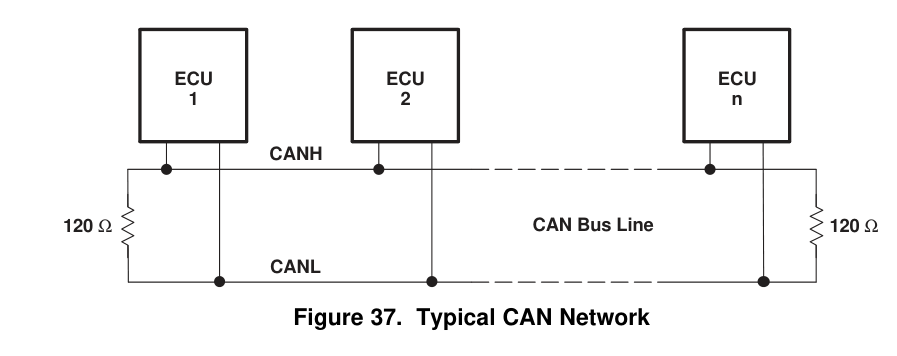 ECU
1
ECU
2
ECU
n
CANH
120 Ω
CAN Bus Line
120 Ω
CANL
Figure 37. Typical CAN Network